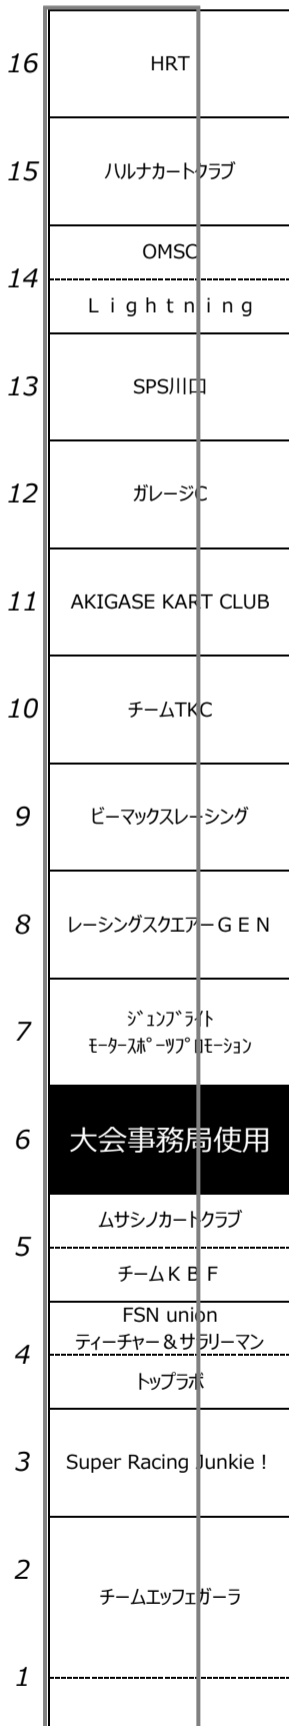 16
HRT
15
ハルナカートクラブ
OMSC
14
Ｌｉｇｈｔｎｉｎｇ
13
SPS川口
12
ガレージC
11
AKIGASE KART CLUB
10
チームTKC
9
ビーマックスレーシング
8
レーシングスクエアーＧＥＮ
7
ｼﾞｭﾝﾌﾞﾗｲﾄ
ﾓｰﾀｰｽﾎﾟｰﾂﾌﾟﾛﾓｰｼｮﾝ
6
大会事務局使用
ムサシノカートクラブ
5
チームＫＢＦ
FSN union
ティーチャー＆サラリーマン
4
トップラボ
3
Super Racing Junkie！
2
チームエッフェガーラ
1